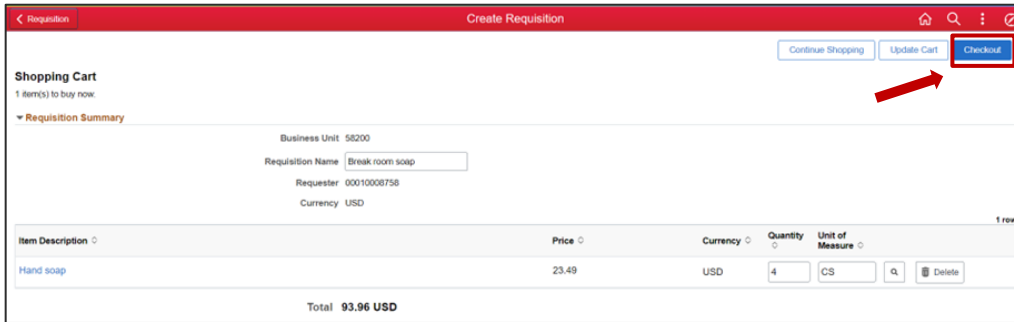 Requisition
Create Requisition
Continue Shopping Update Cart Checkout
Shopping Cart
1 item(s) to buy now.
Requisition Summary
Business Unit 58200
Requisition Name Break room soap
Requester 00010008758
Currency USD
1 row
Item Description Price Currency Quantity Unit of Measure
Hand soap 23.49 USD 4 CS Delete
Total 93.96 USD